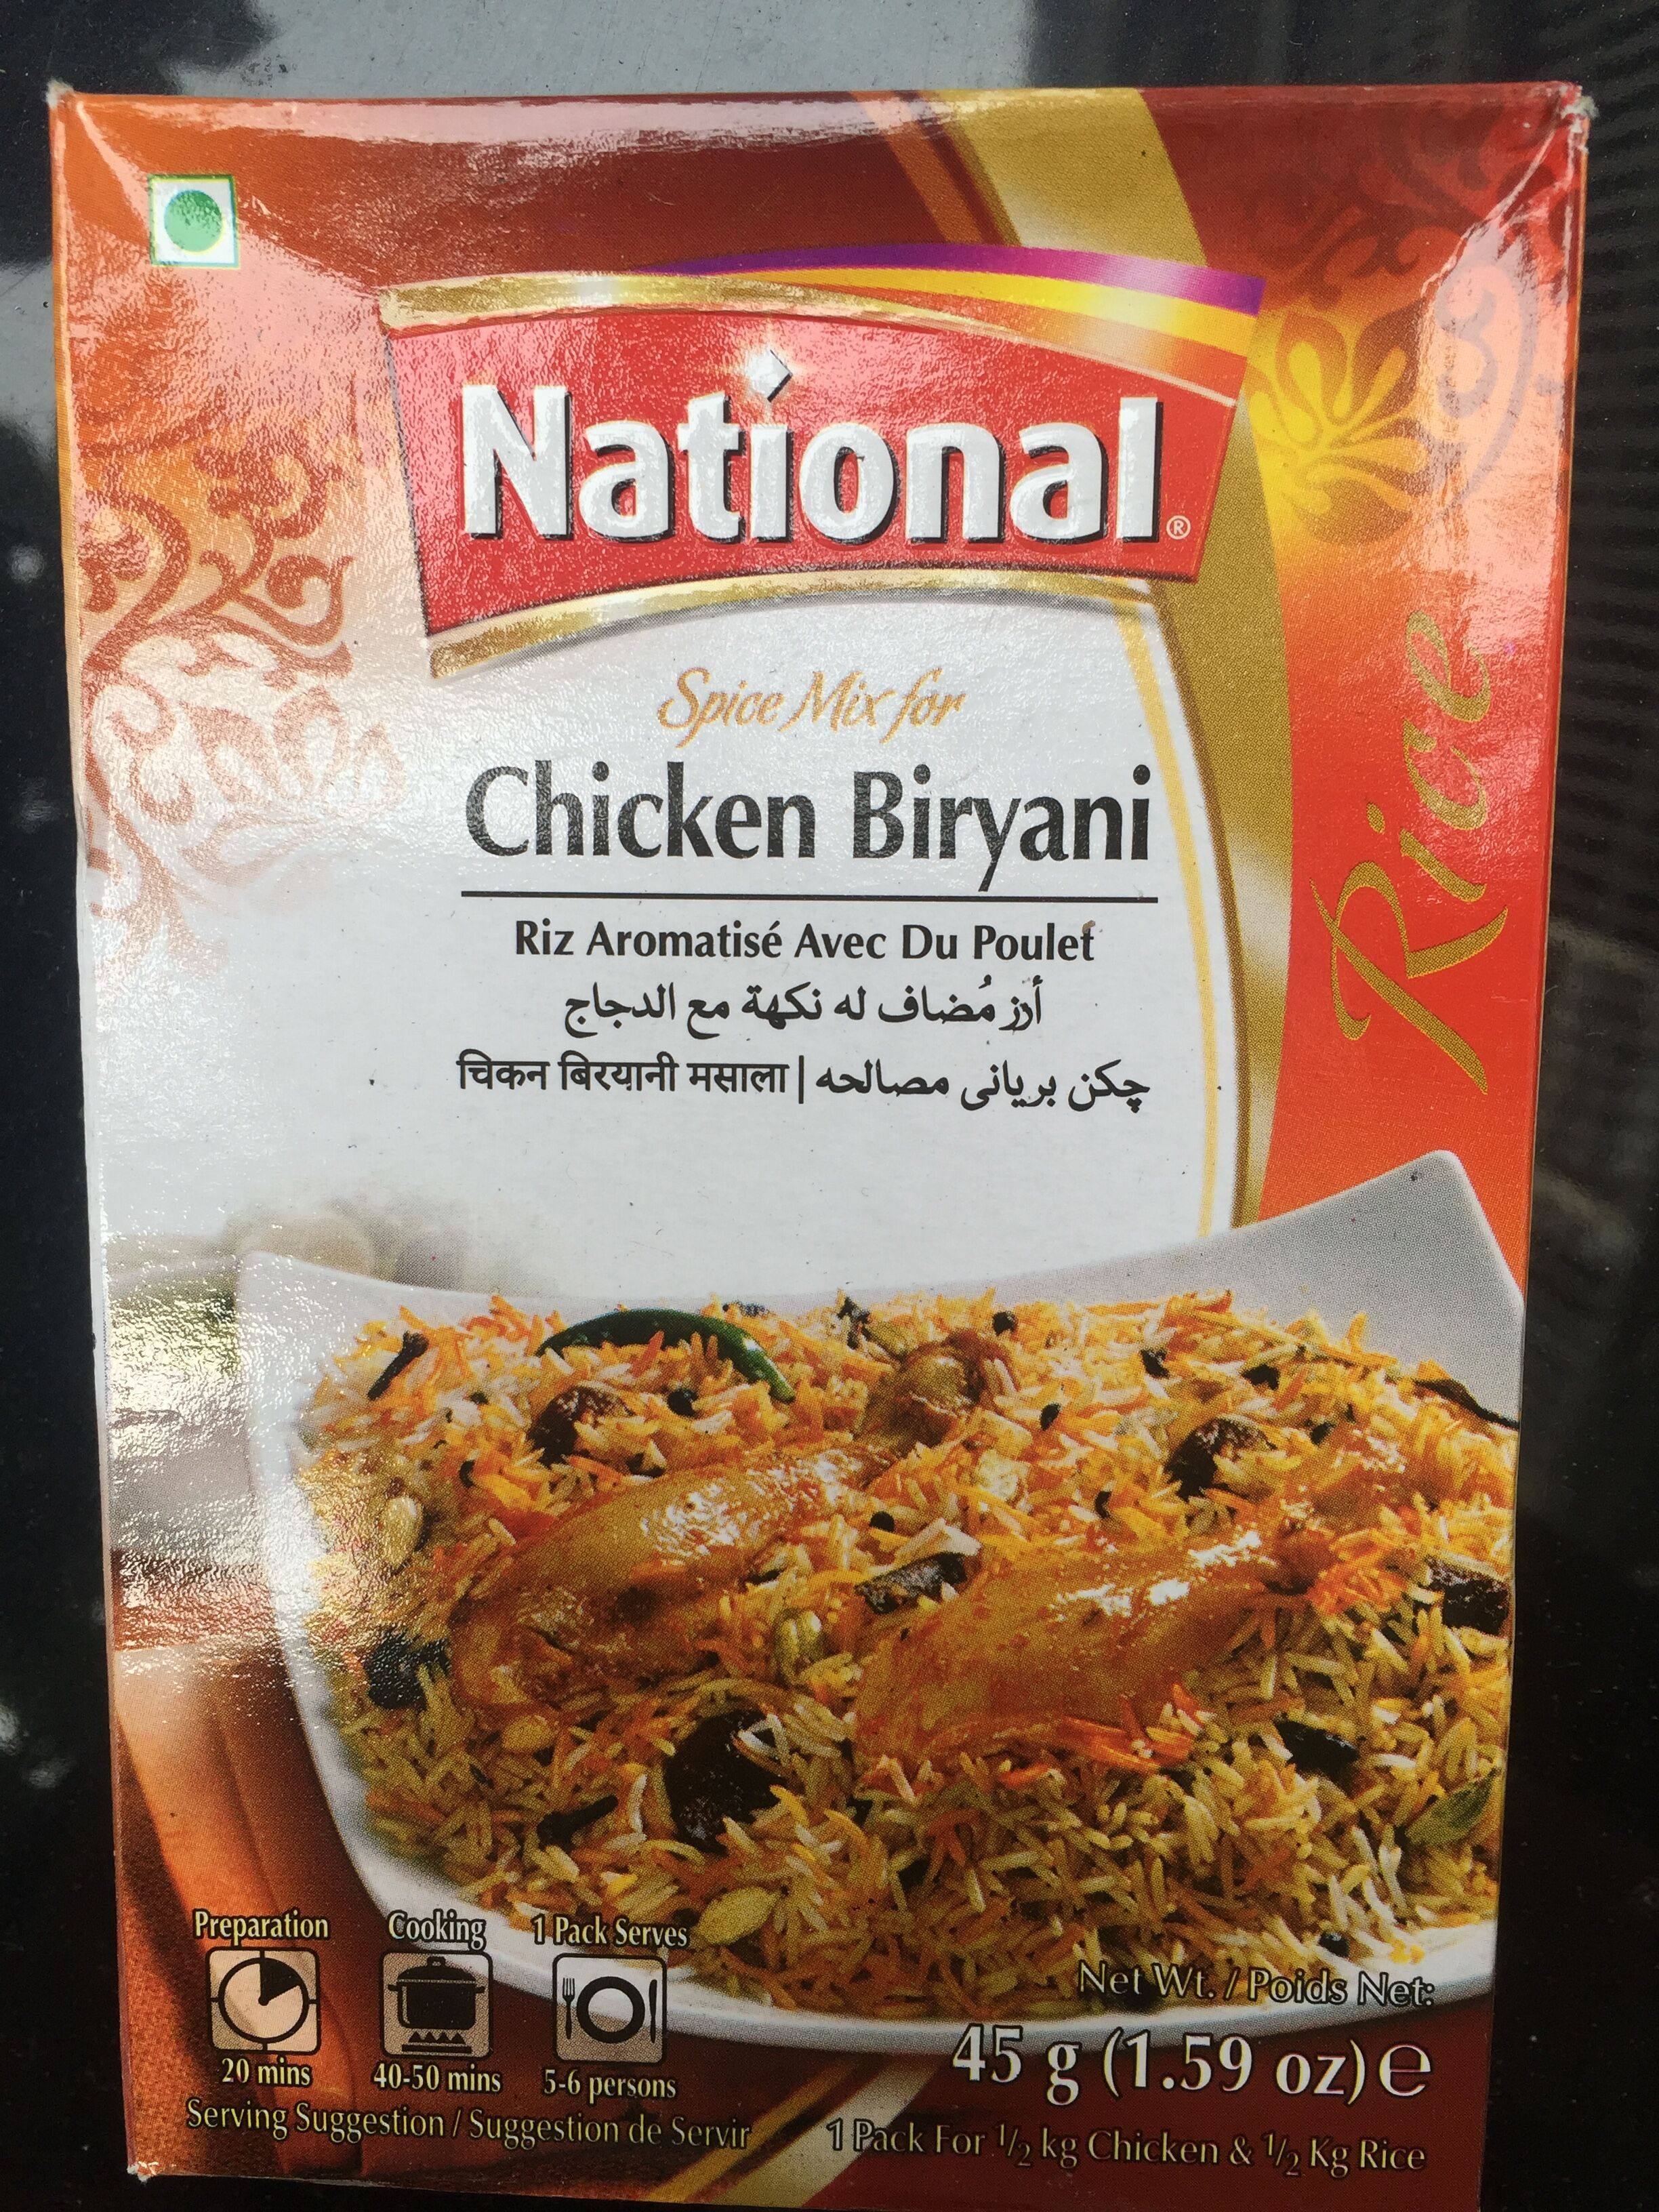 National®
Spice Mix for
Chicken Biryani
Riz Aromatisé Avec Du Poulet
أرز مُضاف له نكهة مع الدجاج
चिकन बिरयानी मसाला | چکن بریانی مصالحه
Rice
Preparation
Cooking
1 Pack Serves
20 mins
40-50 mins
5-6 persons
Serving Suggestion / Suggestion de Servir
Net Wt. / Poids Net:
45 g (1.59 oz) e
1 Pack For 1/2 kg Chicken & 1/2 Kg Rice